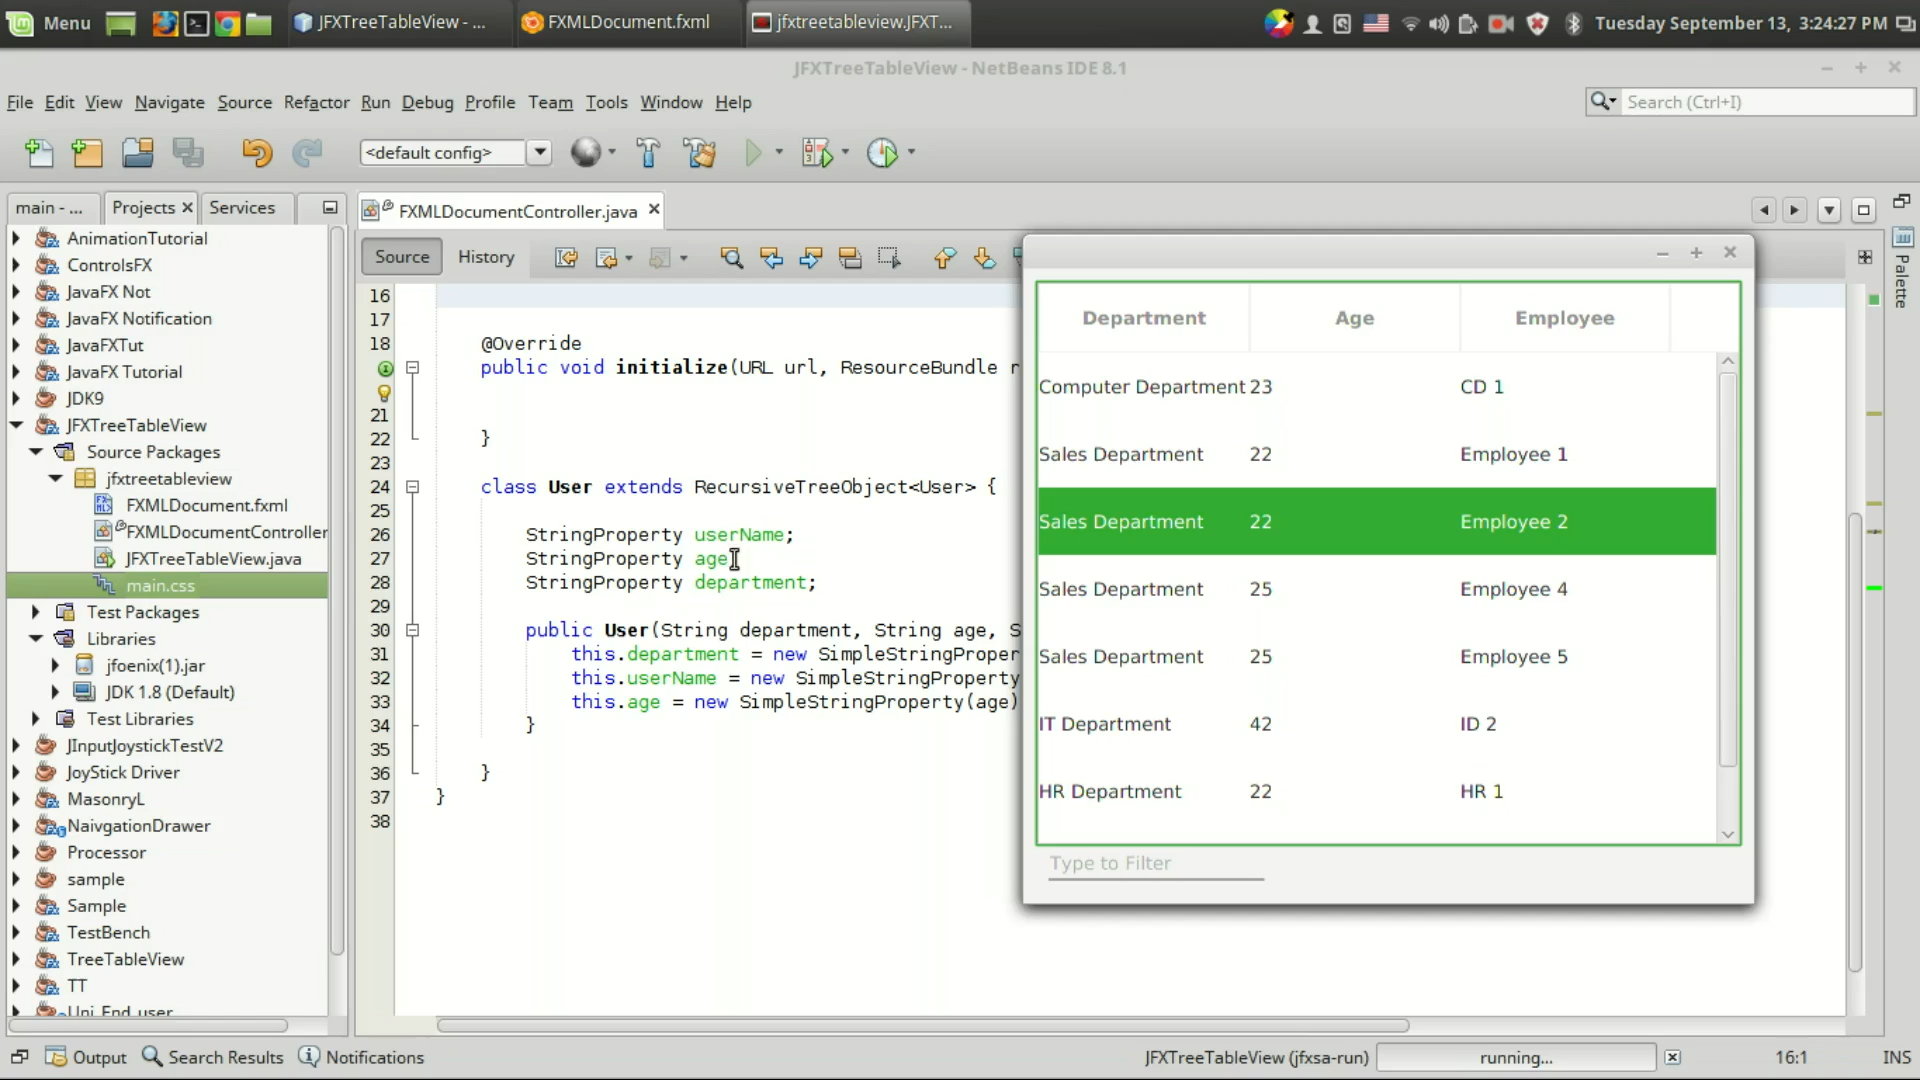 Menu
JFXTreeTableView - ...
FXMLDocument.fxml
jfxtreetableview.JFXT...
Tuesday September 13, 3:24:27 PM
JFXTreeTableView - NetBeans IDE 8.1
File Edit View Navigate Source Refactor Run Debug Profile Team Tools Window Help
Search (Ctrl+I)
<default config>
main - ...
Projects
Services
FXMLDocumentController.java
Source
History
Palette
AnimationTutorial
ControlsFX
JavaFX Not
JavaFX Notification
JavaFXTut
JavaFX Tutorial
JDK9
JFXTreeTableView
Source Packages
jfxtreetableview
FXMLDocument.fxml
FXMLDocumentController
JFXTreeTableView.java
main.css
Test Packages
Libraries
jfoenix(1).jar
JDK 1.8 (Default)
Test Libraries
JInputJoystickTestV2
JoyStick Driver
MasonryL
NaivgationDrawer
Processor
sample
Sample
TestBench
TreeTableView
TT
Uni_End_user
16
17
18 @Override
public void initialize(URL url, ResourceBundle r
21
22 }
23
24 class User extends RecursiveTreeObject<User> {
25
26 StringProperty userName;
27 StringProperty age
28 StringProperty department;
29
30 public User(String department, String age, S
31 this.department = new SimpleStringProper
32 this.userName = new SimpleStringProperty
33 this.age = new SimpleStringProperty(age)
34 }
35
36 }
37 }
38
Department Age Employee
Computer Department 23 CD 1
Sales Department 22 Employee 1
Sales Department 22 Employee 2
Sales Department 25 Employee 4
Sales Department 25 Employee 5
IT Department 42 ID 2
HR Department 22 HR 1
Type to Filter
Output
Search Results
Notifications
JFXTreeTableView (jfxsa-run)
running...
16:1
INS